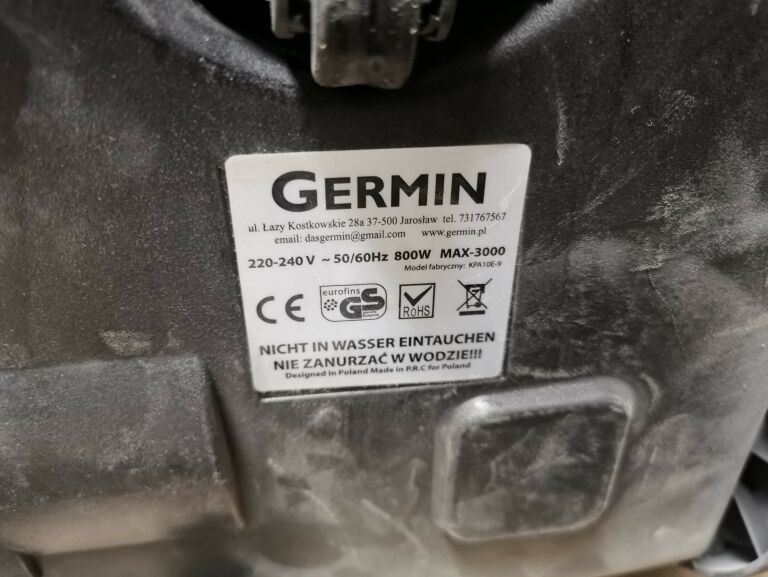 GERMIN
ul. Łazy Kostkowskie 28a 37-500 Jarosław tel. 731767567
email: dasgermin@gmail.com www.germin.pl
220-240 V ~ 50/60Hz 800W MAX-3000
Model fabryczny: KPA10E-9
CE eurofins GS RoHS
NICHT IN WASSER EINTAUCHEN
NIE ZANURZAĆ W WODZIE!!!
Designed in Poland Made in P.R.C for Poland